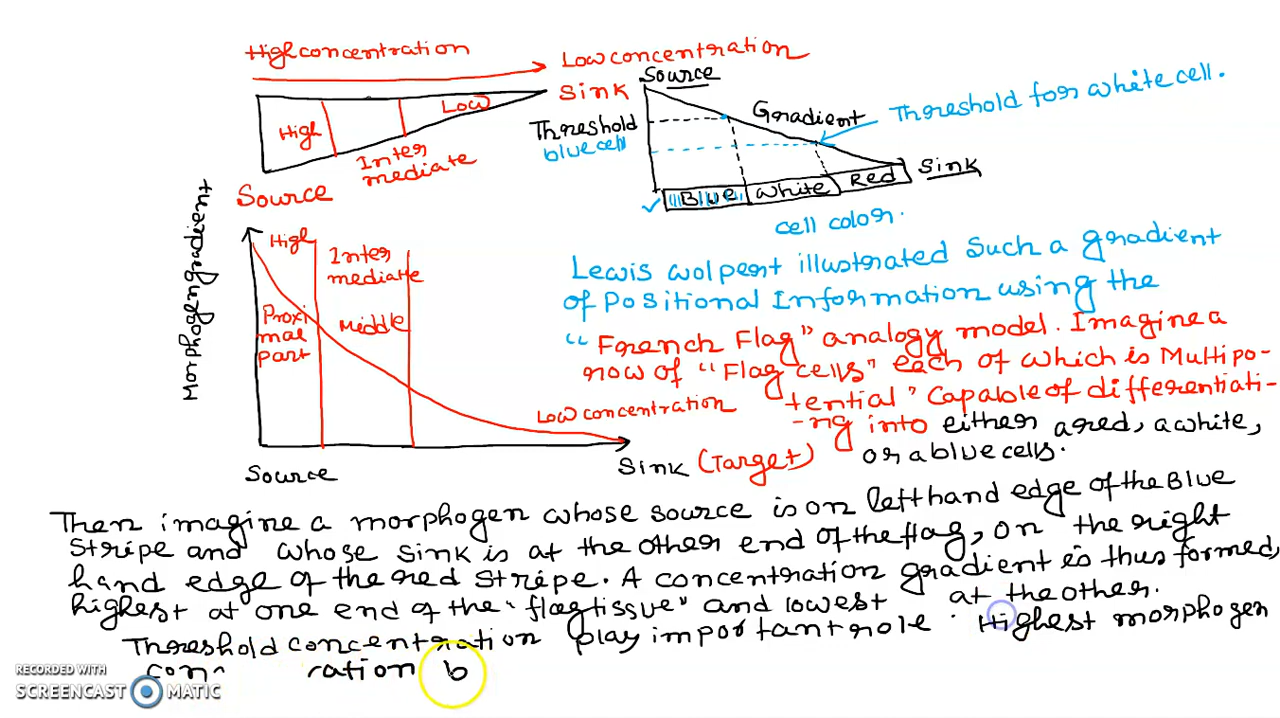 High concentration
Low concentration
Sink
High
Inter
mediate
Low
Source
Source
Threshold
blue cell
Gradient
Threshold for white cell.
Sink
Blue
White
Red
cell color.
Morphogen gradient
High
Inter
mediate
Proxi
mal
part
Middle
Low concentration
Source
Sink (Target)
Lewis wolpert illustrated such a gradient
of Positional Information using the
"French Flag" analogy model. Imagine a
row of "Flag cells" each of which is Multipo-
tential" Capable of differentiati-
-ng into either a red, a white,
or a blue cells.
Then imagine a morphogen whose source is on left hand edge of the Blue
Stripe and whose sink is at the other end of the flag, on the right
hand edge of the red stripe. A concentration gradient is thus formed,
highest at one end of the "flag tissue" and lowest at the other.
Threshold concentration play important role. Highest morphogen
con ration b
RECORDED WITH
SCREENCAST MATIC